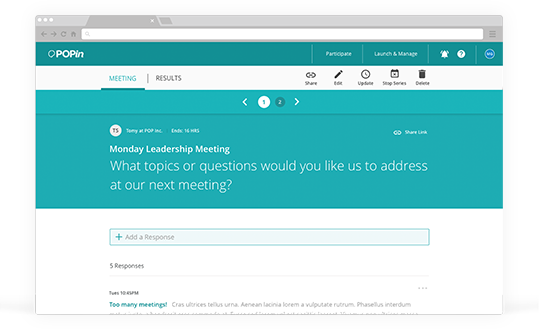 POPin
Participate
Launch & Manage
?
MEETING
RESULTS
Share
Edit
Update
Stop Series
Delete
1
2
TS
Tomy at POP Inc.
Ends: 16 HRS
Share Link
Monday Leadership Meeting
What topics or questions would you like us to address
at our next meeting?
+ Add a Response
5 Responses
Tues 10:45PM
Too many meetings! Cras ultrices tellus urna. Aenean lacinia lorem a vulputate rutrum. Phasellus interdum